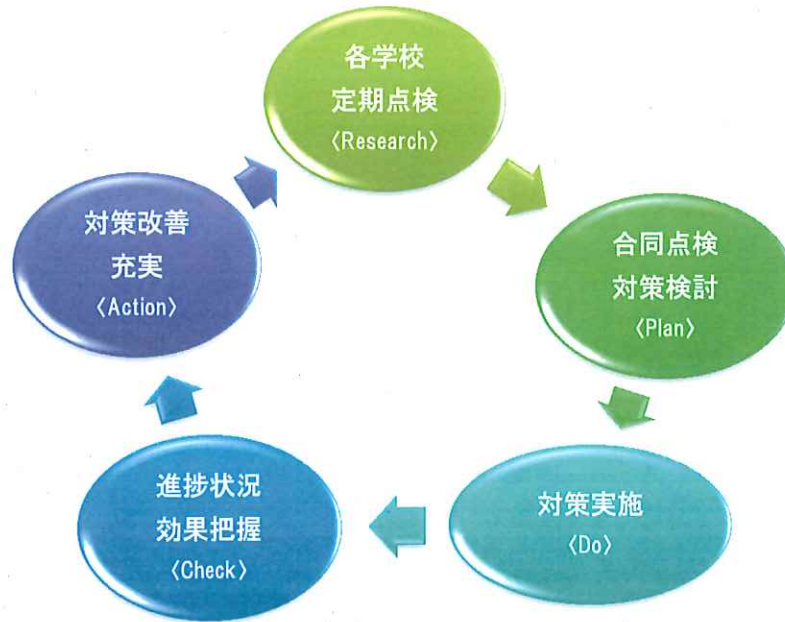 各学校
定期点検
〈Research〉
合同点検
対策検討
〈Plan〉
対策実施
〈Do〉
進捗状況
効果把握
〈Check〉
対策改善
充実
〈Action〉